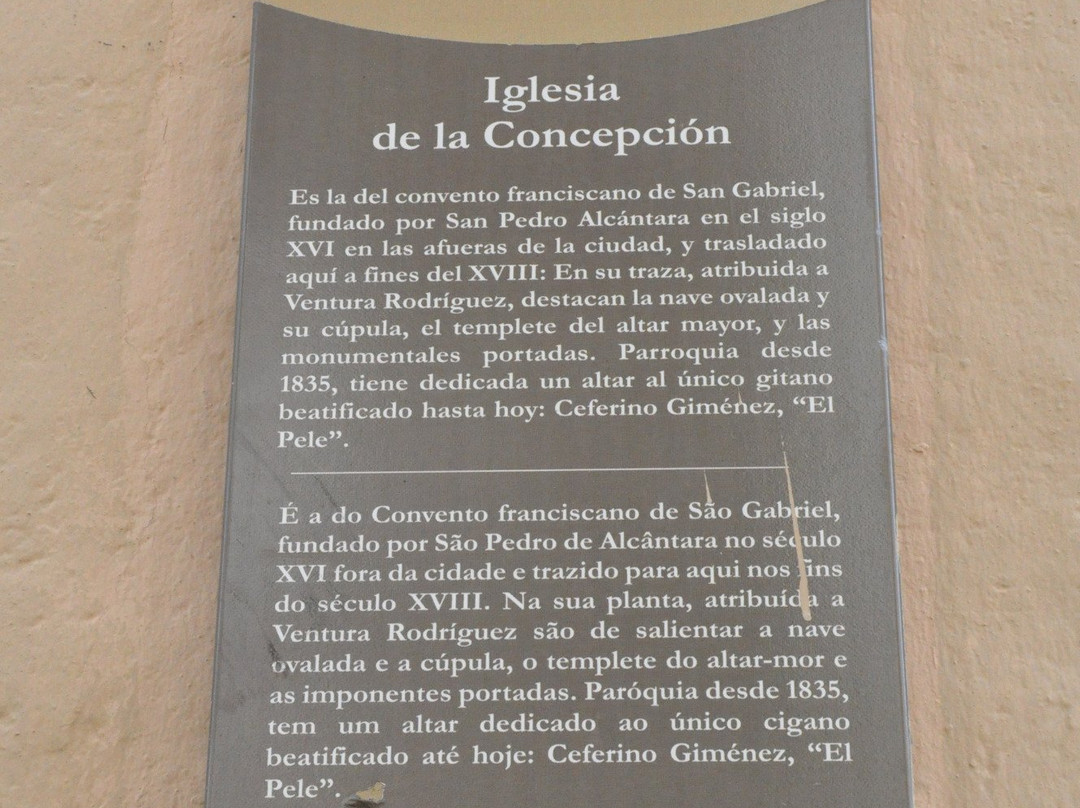 Iglesia
de la Concepción
Es la del convento franciscano de San Gabriel,
fundado por San Pedro Alcántara en el siglo
XVI en las afueras de la ciudad, y trasladado
aquí a fines del XVIII: En su traza, atribuida a
Ventura Rodríguez, destacan la nave ovalada y
su cúpula, el templete del altar mayor, y las
monumentales portadas. Parroquia desde
1835, tiene dedicada un altar al único gitano
beatificado hasta hoy: Ceferino Giménez, “El
Pele”.
É a do Convento franciscano de São Gabriel,
fundado por São Pedro de Alcântara no século
XVI fora da cidade e trazido para aqui nos fins
do século XVIII. Na sua planta, atribuída a
Ventura Rodríguez são de salientar a nave
ovalada e a cúpula, o templete do altar-mor e
as imponentes portadas. Paróquia desde 1835,
tem um altar dedicado ao único cigano
beatificado até hoje: Ceferino Giménez, “El
Pele”.